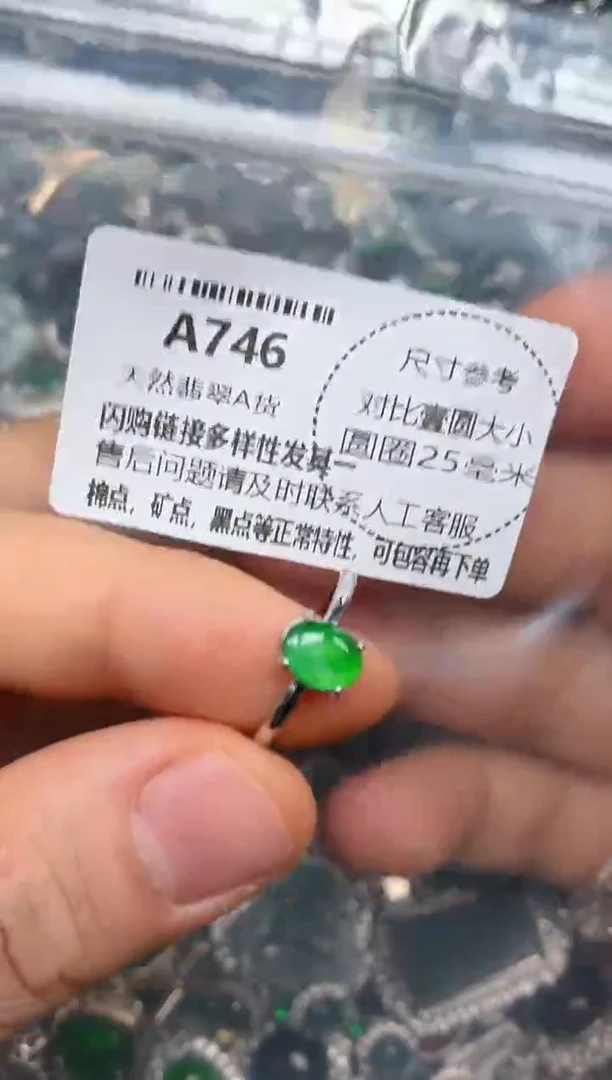 A746
天然翡翠A货
闪购链接多样性发其一
售后问题请及时联系人工客服
棉点,矿点,黑点等正常特性,可包容再下单
尺寸参考
对比壹圆大小
圆圈25毫米